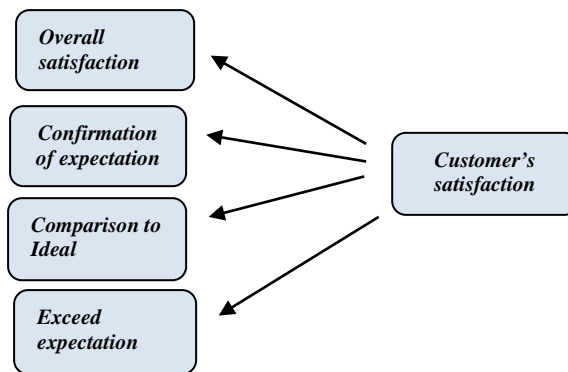 Overall
satisfaction
Confirmation
of expectation
Customer’s
satisfaction
Comparison to
Ideal
Exceed
expectation